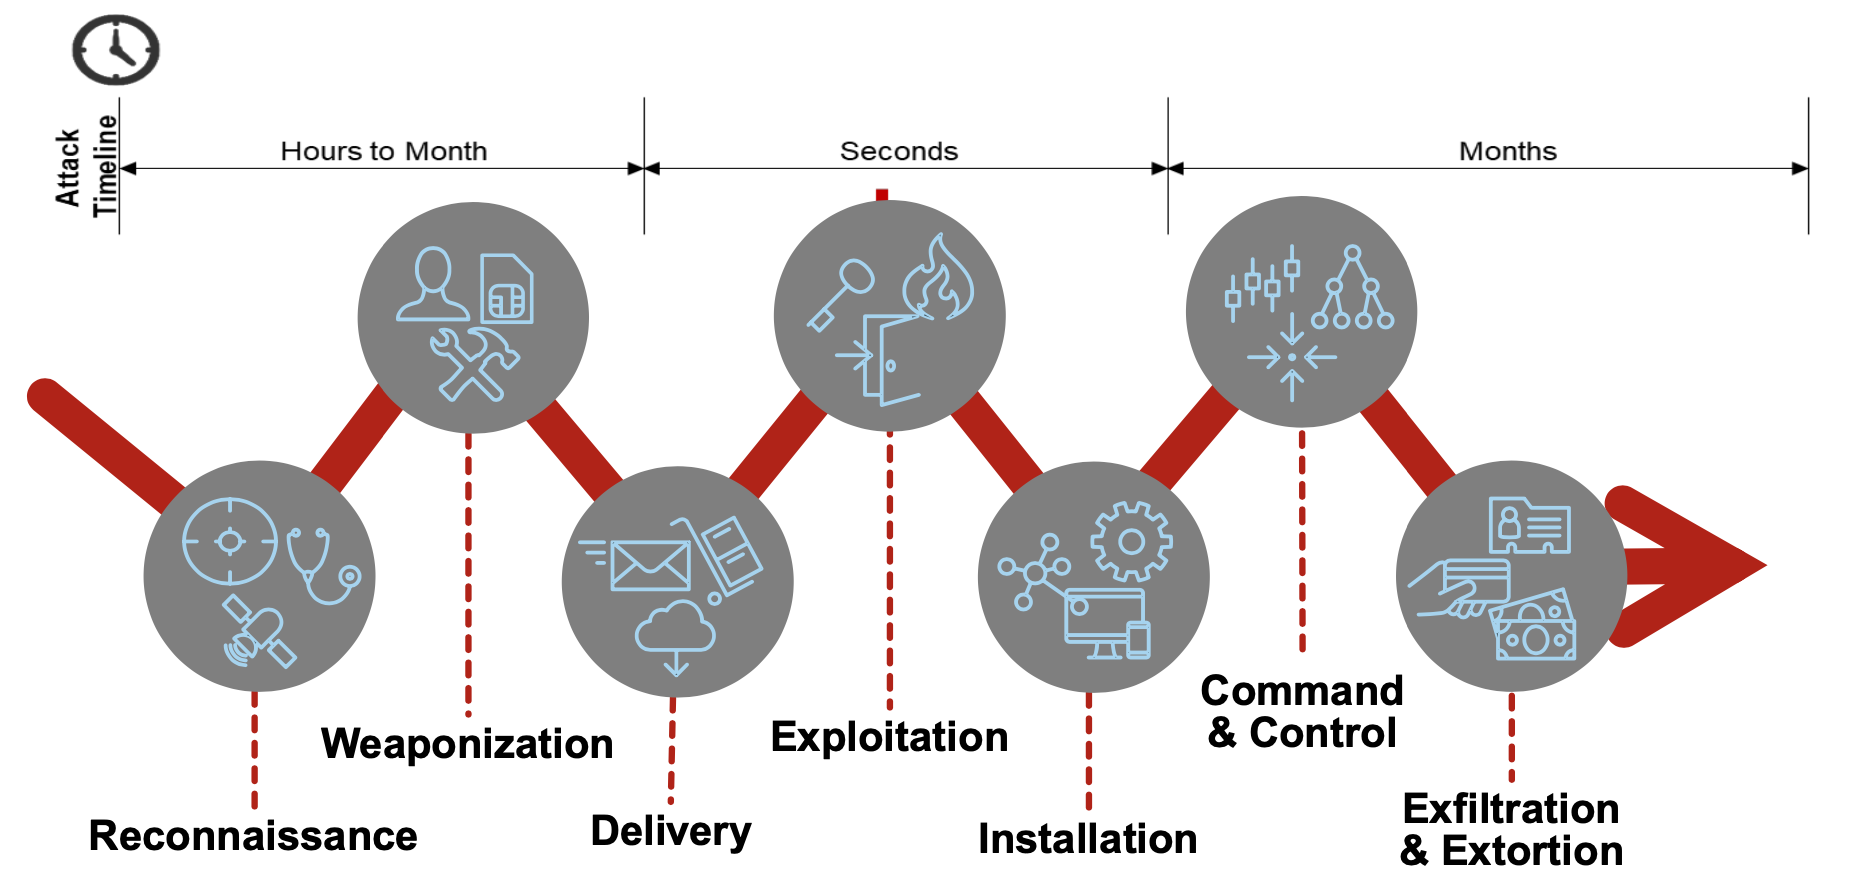 Attack
Timeline
Hours to Month
Seconds
Months
Reconnaissance
Weaponization
Delivery
Exploitation
Installation
Command
& Control
Exfiltration
& Extortion